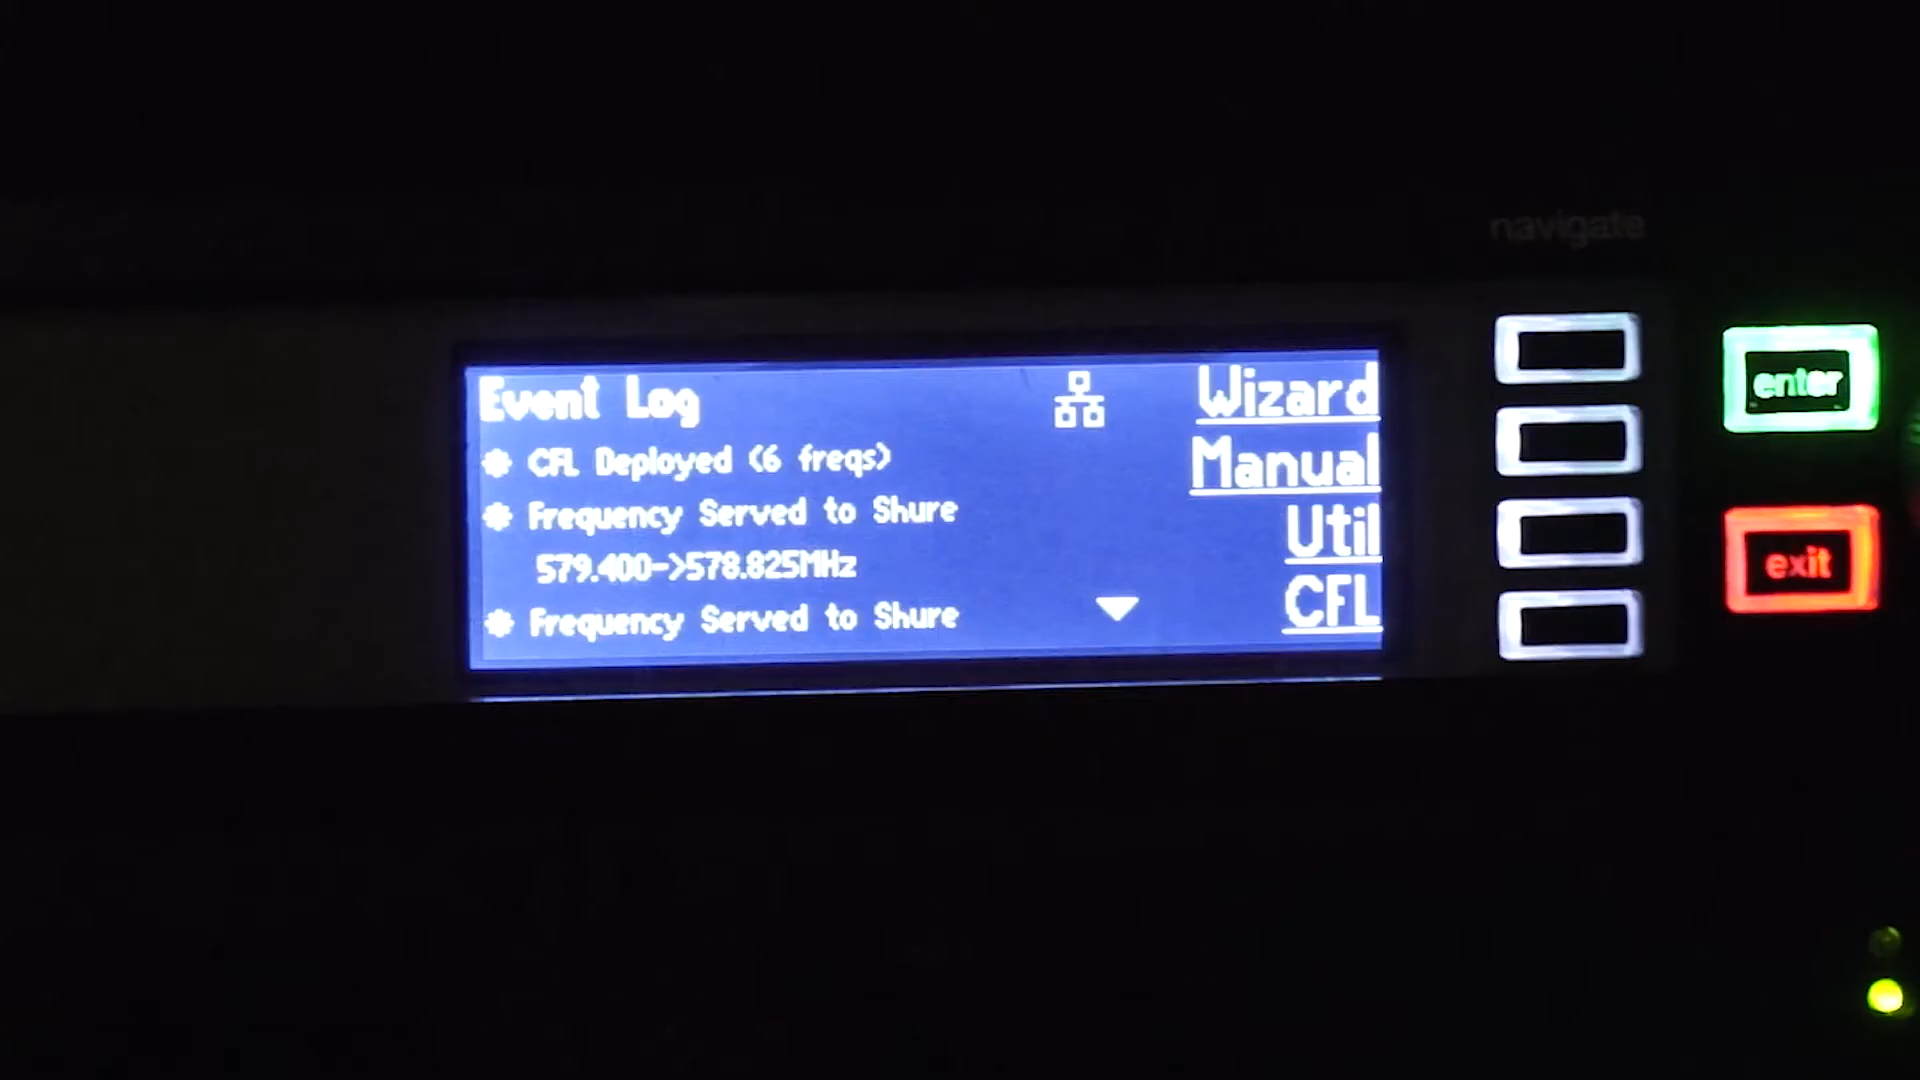 navigate
Event Log
Wizard
* CFL Deployed (6 freqs)
Manual
* Frequency Served to Shure
Util
579.400->578.825MHz
CFL
* Frequency Served to Shure
enter
exit